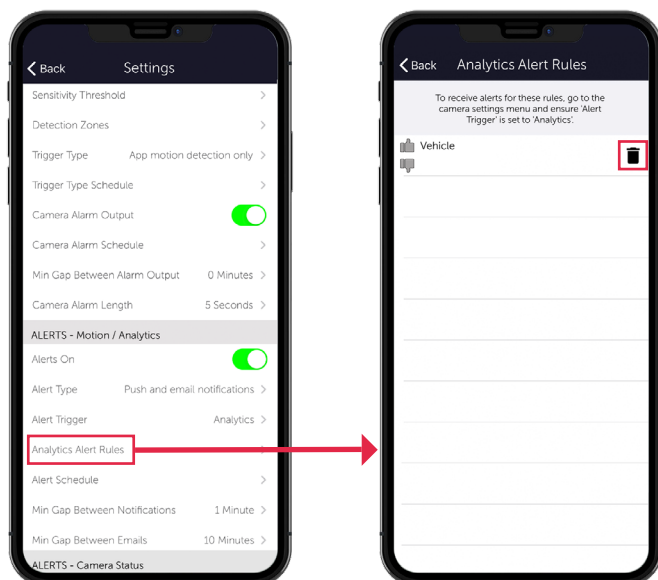 Back
Settings
Sensitivity Threshold
Detection Zones
Trigger Type App motion detection only
Trigger Type Schedule
Camera Alarm Output
Camera Alarm Schedule
Min Gap Between Alarm Output 0 Minutes
Camera Alarm Length 5 Seconds
ALERTS - Motion / Analytics
Alerts On
Alert Type Push and email notifications
Alert Trigger Analytics
Analytics Alert Rules
Alert Schedule
Min Gap Between Notifications 1 Minute
Min Gap Between Emails 10 Minutes
ALERTS - Camera Status
Back
Analytics Alert Rules
To receive alerts for these rules, go to the
camera settings menu and ensure 'Alert
Trigger' is set to 'Analytics'.
Vehicle